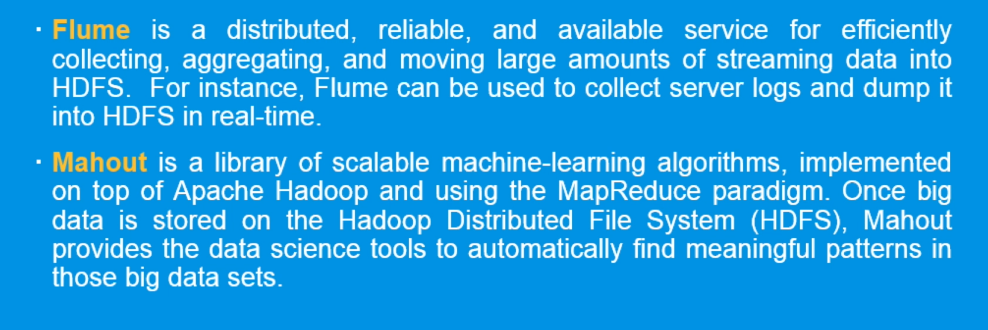 · Flume is a distributed, reliable, and available service for efficiently
collecting, aggregating, and moving large amounts of streaming data into
HDFS.  For instance, Flume can be used to collect server logs and dump it
into HDFS in real-time.
· Mahout is a library of scalable machine-learning algorithms, implemented
on top of Apache Hadoop and using the MapReduce paradigm. Once big
data is stored on the Hadoop Distributed File System (HDFS), Mahout
provides the data science tools to automatically find meaningful patterns in
those big data sets.